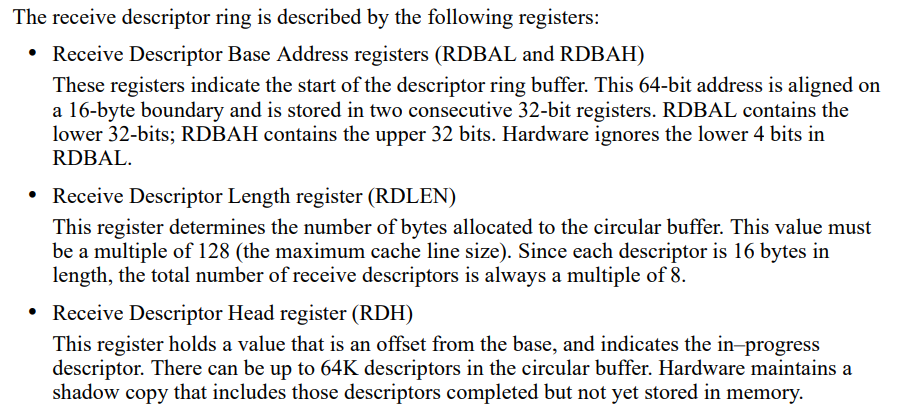 The receive descriptor ring is described by the following registers:
• Receive Descriptor Base Address registers (RDBAL and RDBAH)
These registers indicate the start of the descriptor ring buffer. This 64-bit address is aligned on
a 16-byte boundary and is stored in two consecutive 32-bit registers. RDBAL contains the
lower 32-bits; RDBAH contains the upper 32 bits. Hardware ignores the lower 4 bits in
RDBAL.
• Receive Descriptor Length register (RDLEN)
This register determines the number of bytes allocated to the circular buffer. This value must
be a multiple of 128 (the maximum cache line size). Since each descriptor is 16 bytes in
length, the total number of receive descriptors is always a multiple of 8.
• Receive Descriptor Head register (RDH)
This register holds a value that is an offset from the base, and indicates the in–progress
descriptor. There can be up to 64K descriptors in the circular buffer. Hardware maintains a
shadow copy that includes those descriptors completed but not yet stored in memory.